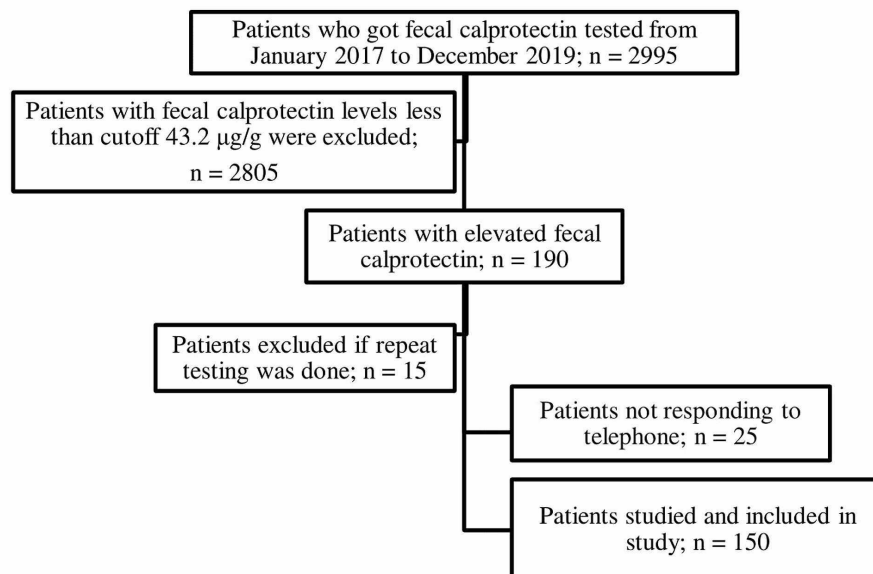 Patients who got fecal calprotectin tested from
January 2017 to December 2019; n = 2995
Patients with fecal calprotectin levels less
than cutoff 43.2 μg/g were excluded;
n = 2805
Patients with elevated fecal
calprotectin; n = 190
Patients excluded if repeat
testing was done; n = 15
Patients not responding to
telephone; n = 25
Patients studied and included in
study; n = 150